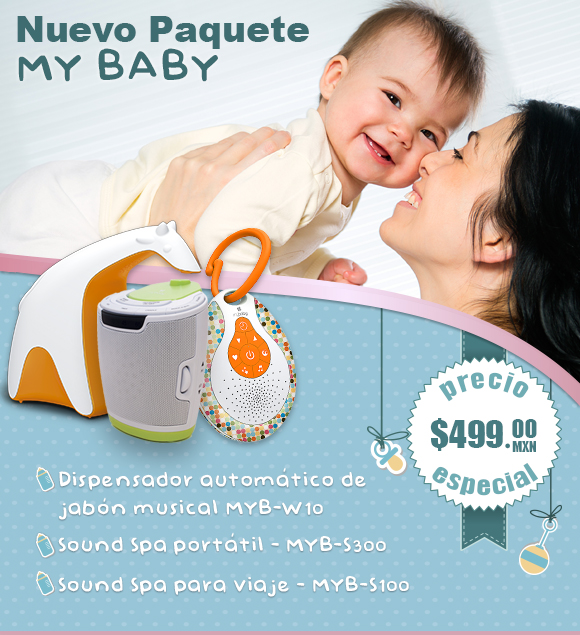 Nuevo Paquete
MY BABY
precio
$499.00
MXN
especial
Dispensador automático de
jabón musical MYB-W10
Sound Spa portátil - MYB-S300
Sound Spa para viaje - MYB-S100